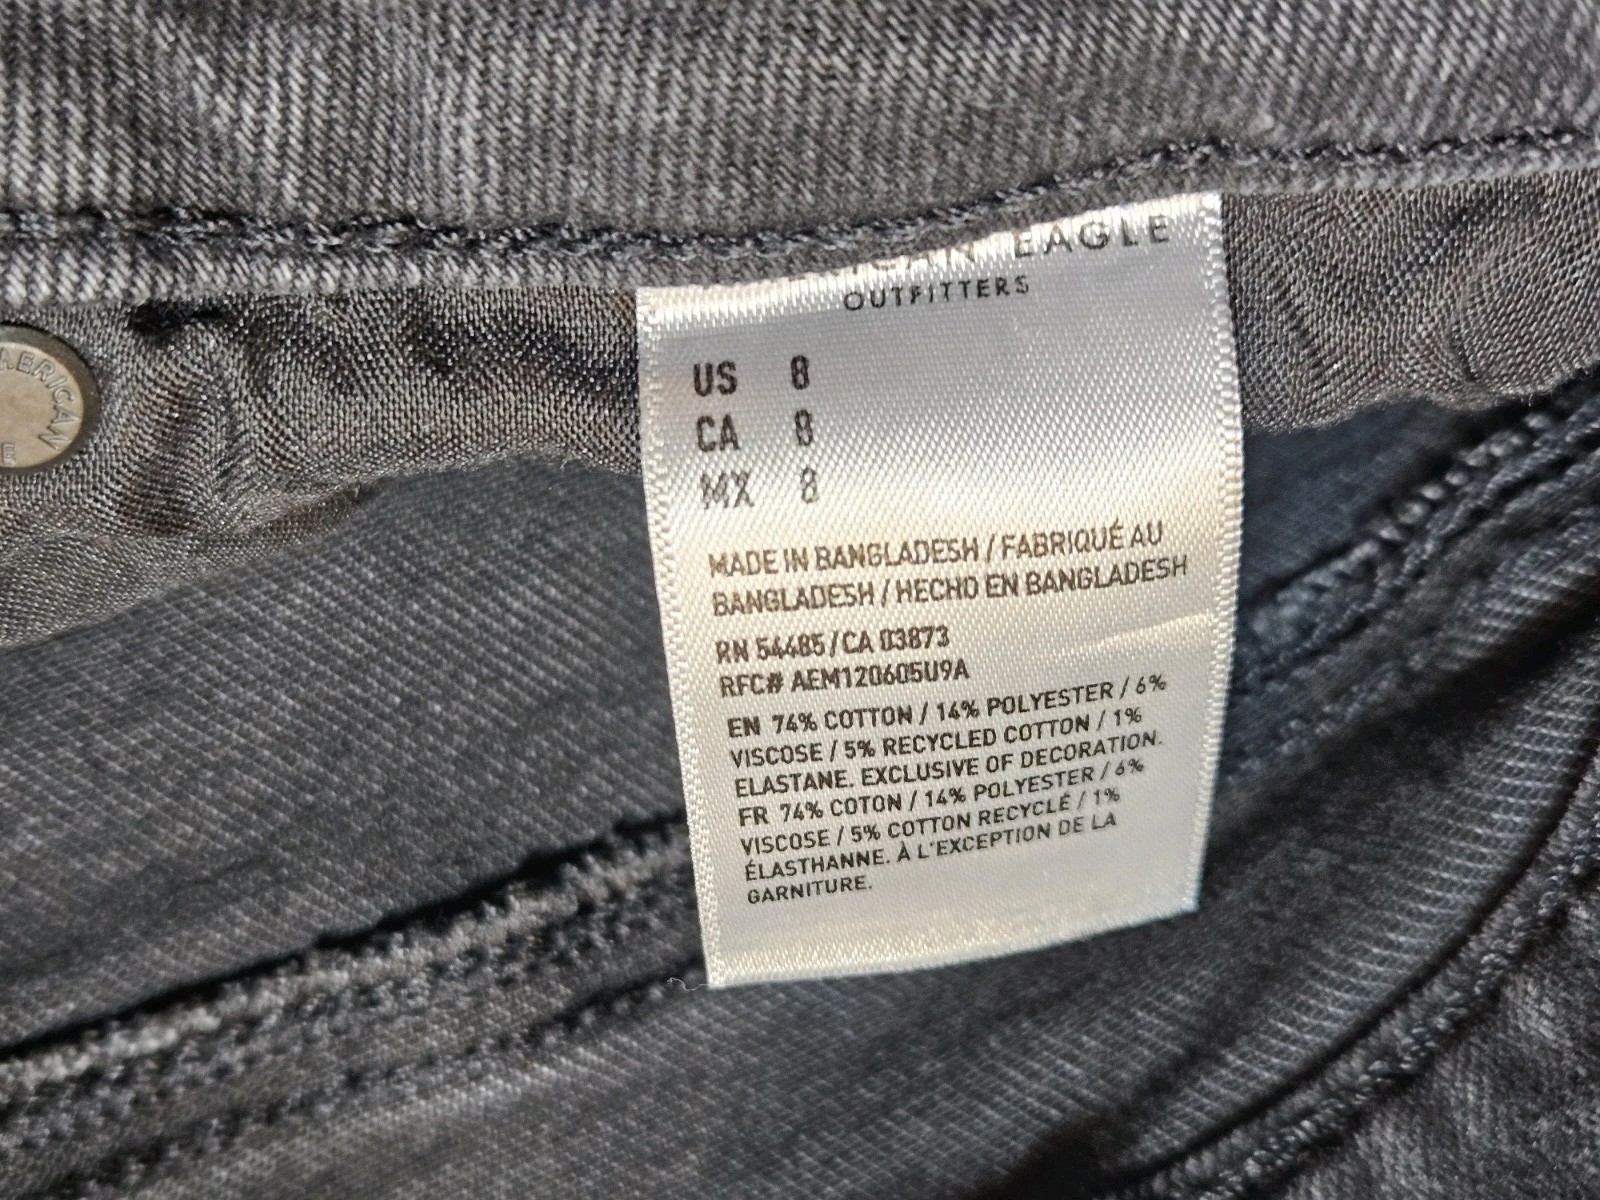 AMERICAN
EAGLE
OUTFITTERS
US 8
CA 8
MX 8
MADE IN BANGLADESH / FABRIQUÉ AU
BANGLADESH / HECHO EN BANGLADESH
RN 54485 / CA 03873
RFC# AEM120605U9A
EN 74% COTTON / 14% POLYESTER / 6%
VISCOSE / 5% RECYCLED COTTON / 1%
ELASTANE. EXCLUSIVE OF DECORATION.
FR 74% COTON / 14% POLYESTER / 6%
VISCOSE / 5% COTTON RECYCLÉ / 1%
ÉLASTHANNE. À L'EXCEPTION DE LA
GARNITURE.